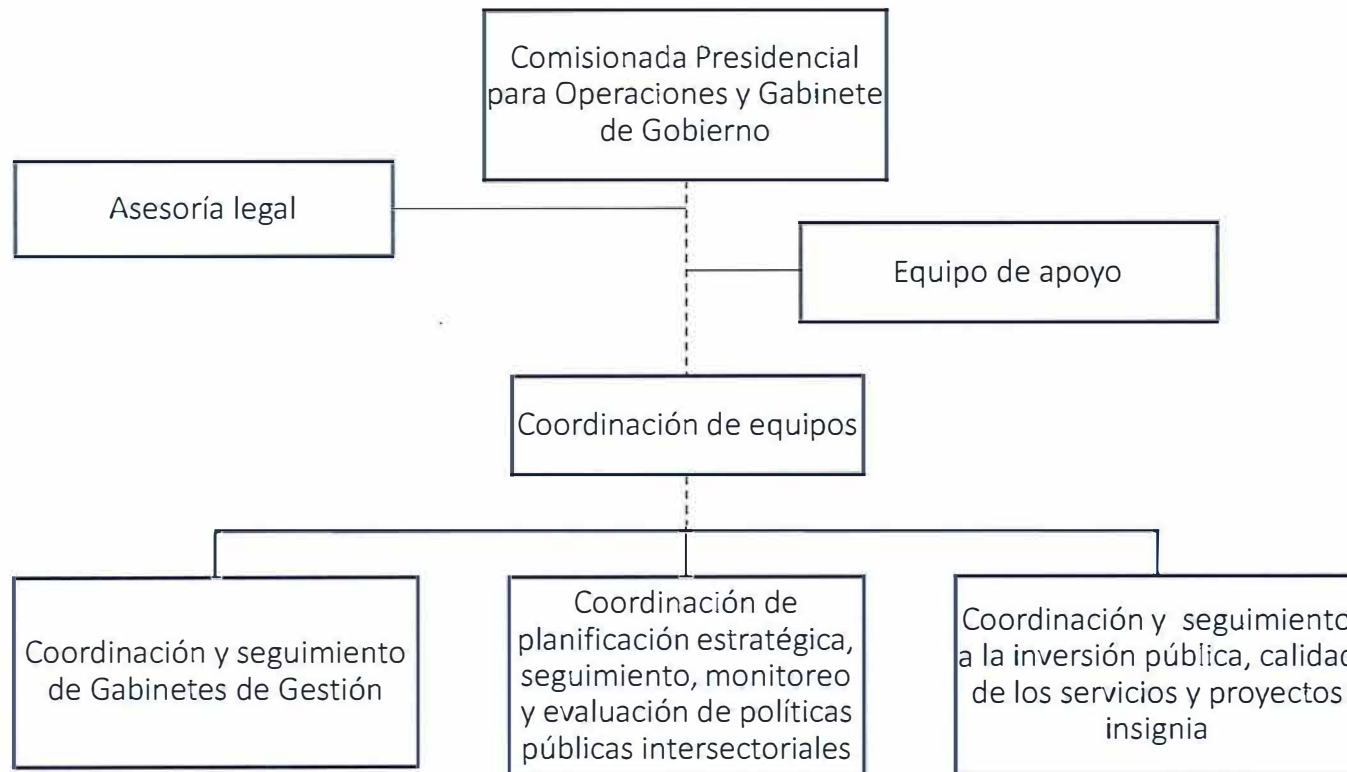 Comisionada Presidencial
para Operaciones y Gabinete
de Gobierno
Asesoría legal
Equipo de apoyo
Coordinación de equipos
Coordinación y seguimiento
de Gabinetes de Gestión
Coordinación de
planificación estratégica,
seguimiento, monitoreo
y evaluación de políticas
públicas intersectoriales
Coordinación y seguimiento
a la inversión pública, calidad
de los servicios y proyectos
insignia